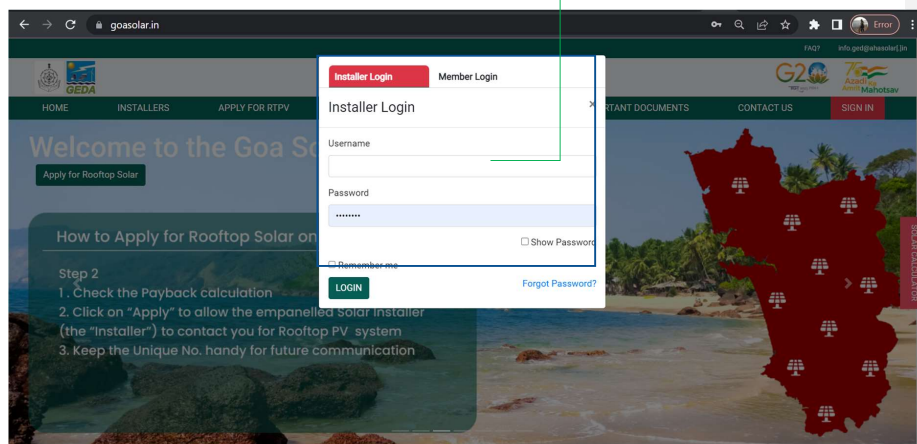 goasolar.in
Error
FAQ?
info.ged@ahasolar[.]in
GEDA
G20
75
Azadi Ka
Amrit Mahotsav
HOME
INSTALLERS
APPLY FOR RTPV
RTANT DOCUMENTS
CONTACT US
SIGN IN
Installer Login
Member Login
Installer Login
×
Username
Password
••••••••
Show Password
Remember me
LOGIN
Forgot Password?
Welcome to the Goa So
Apply for Rooftop Solar
How to Apply for Rooftop Solar on
Step 2
1. Check the Payback calculation
2. Click on “Apply” to allow the empanelled Solar Installer
(the “Installer”) to contact you for Rooftop PV system
3. Keep the Unique No. handy for future communication
SOLAR CALCULATOR